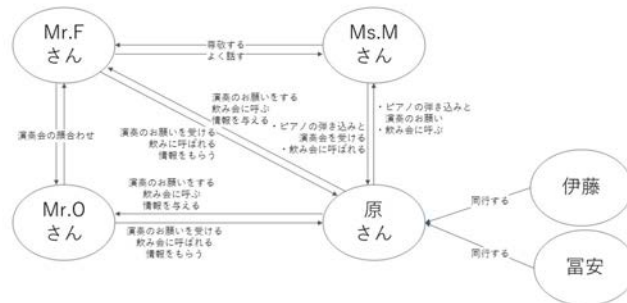 Mr.F
さん
Ms.M
さん
尊敬する
よく話す
演奏のお願いをする
飲み会に呼ぶ
情報を与える
・ピアノの弾き込みと
演奏のお願い
・飲み会に呼ぶ
・ピアノの弾き込みと
演奏会を受ける
・飲み会に呼ばれる
演奏会の顔合わせ
演奏のお願いを受ける
飲みに呼ばれる
情報をもらう
演奏のお願いをする
飲み会に呼ぶ
情報を与える
Mr.O
さん
原
さん
演奏のお願いを受ける
飲み会に呼ばれる
情報をもらう
同行する
伊藤
同行する
冨安